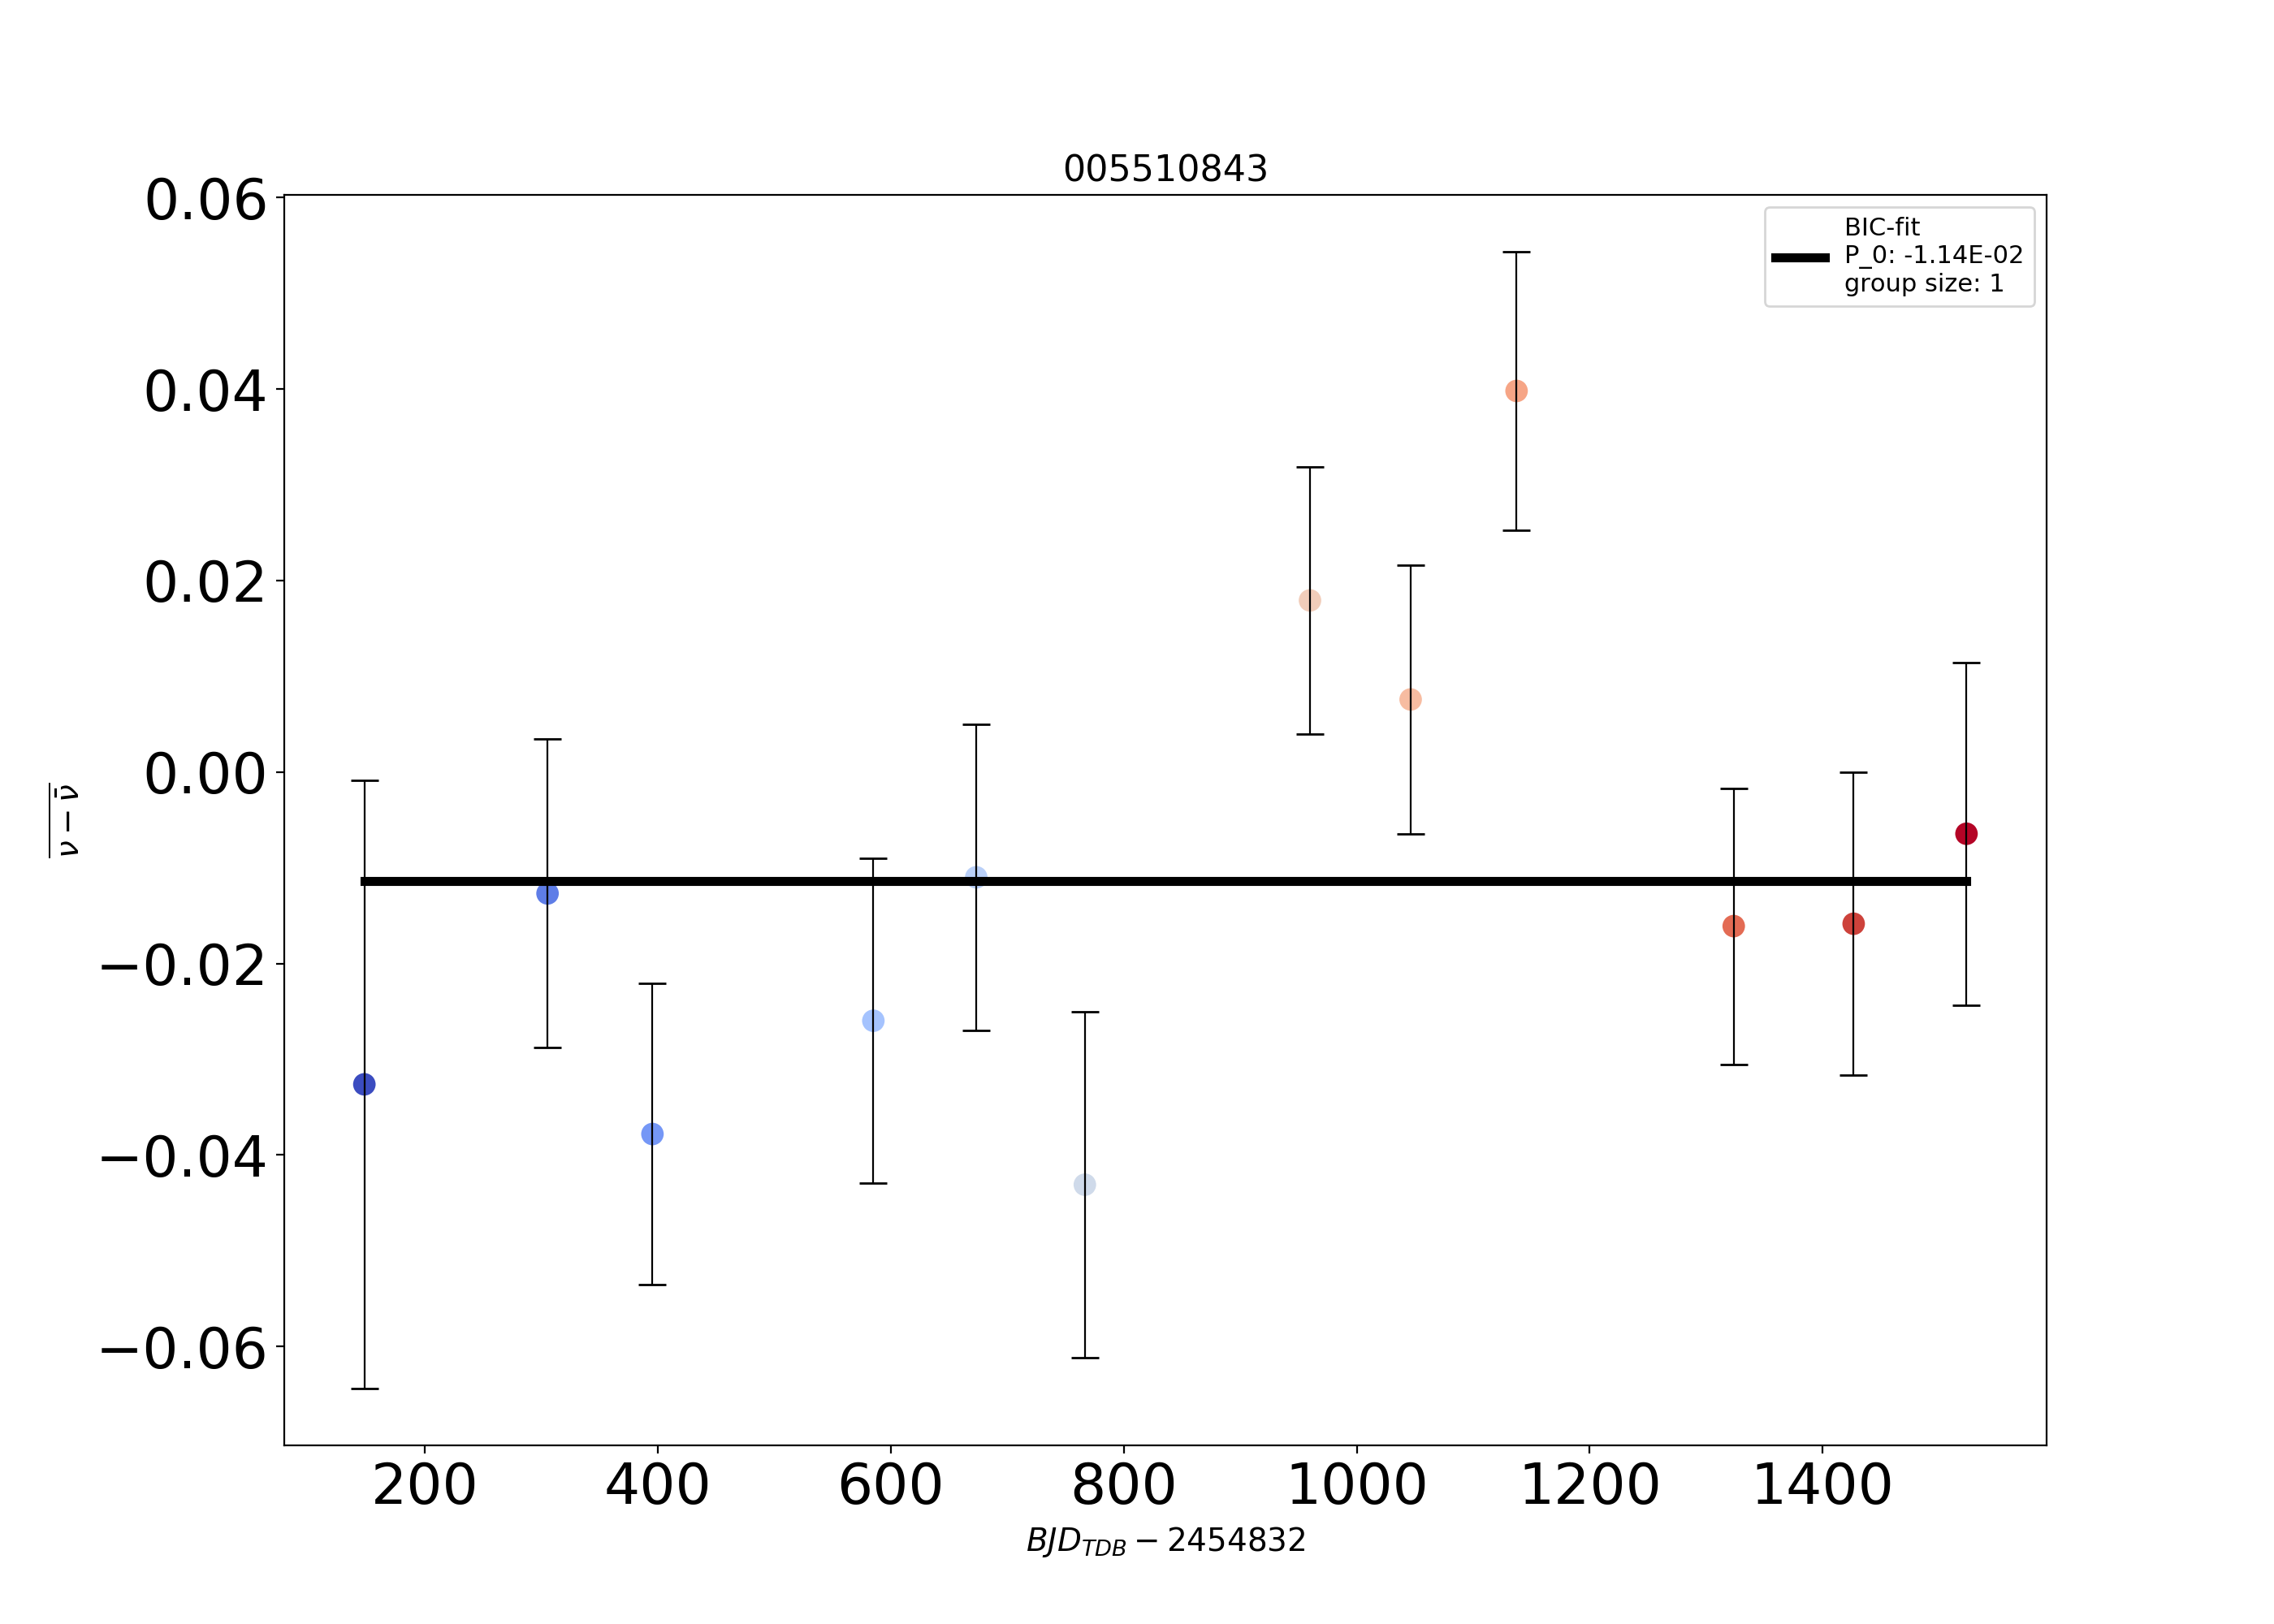 005510843
0.06
0.04
0.02
0.00
−0.02
−0.04
−0.06
BIC-fit
P_0: -1.14E-02
group size: 1
ν − ν̄
200 400 600 800 1000 1200 1400
BJD_TDB − 2454832